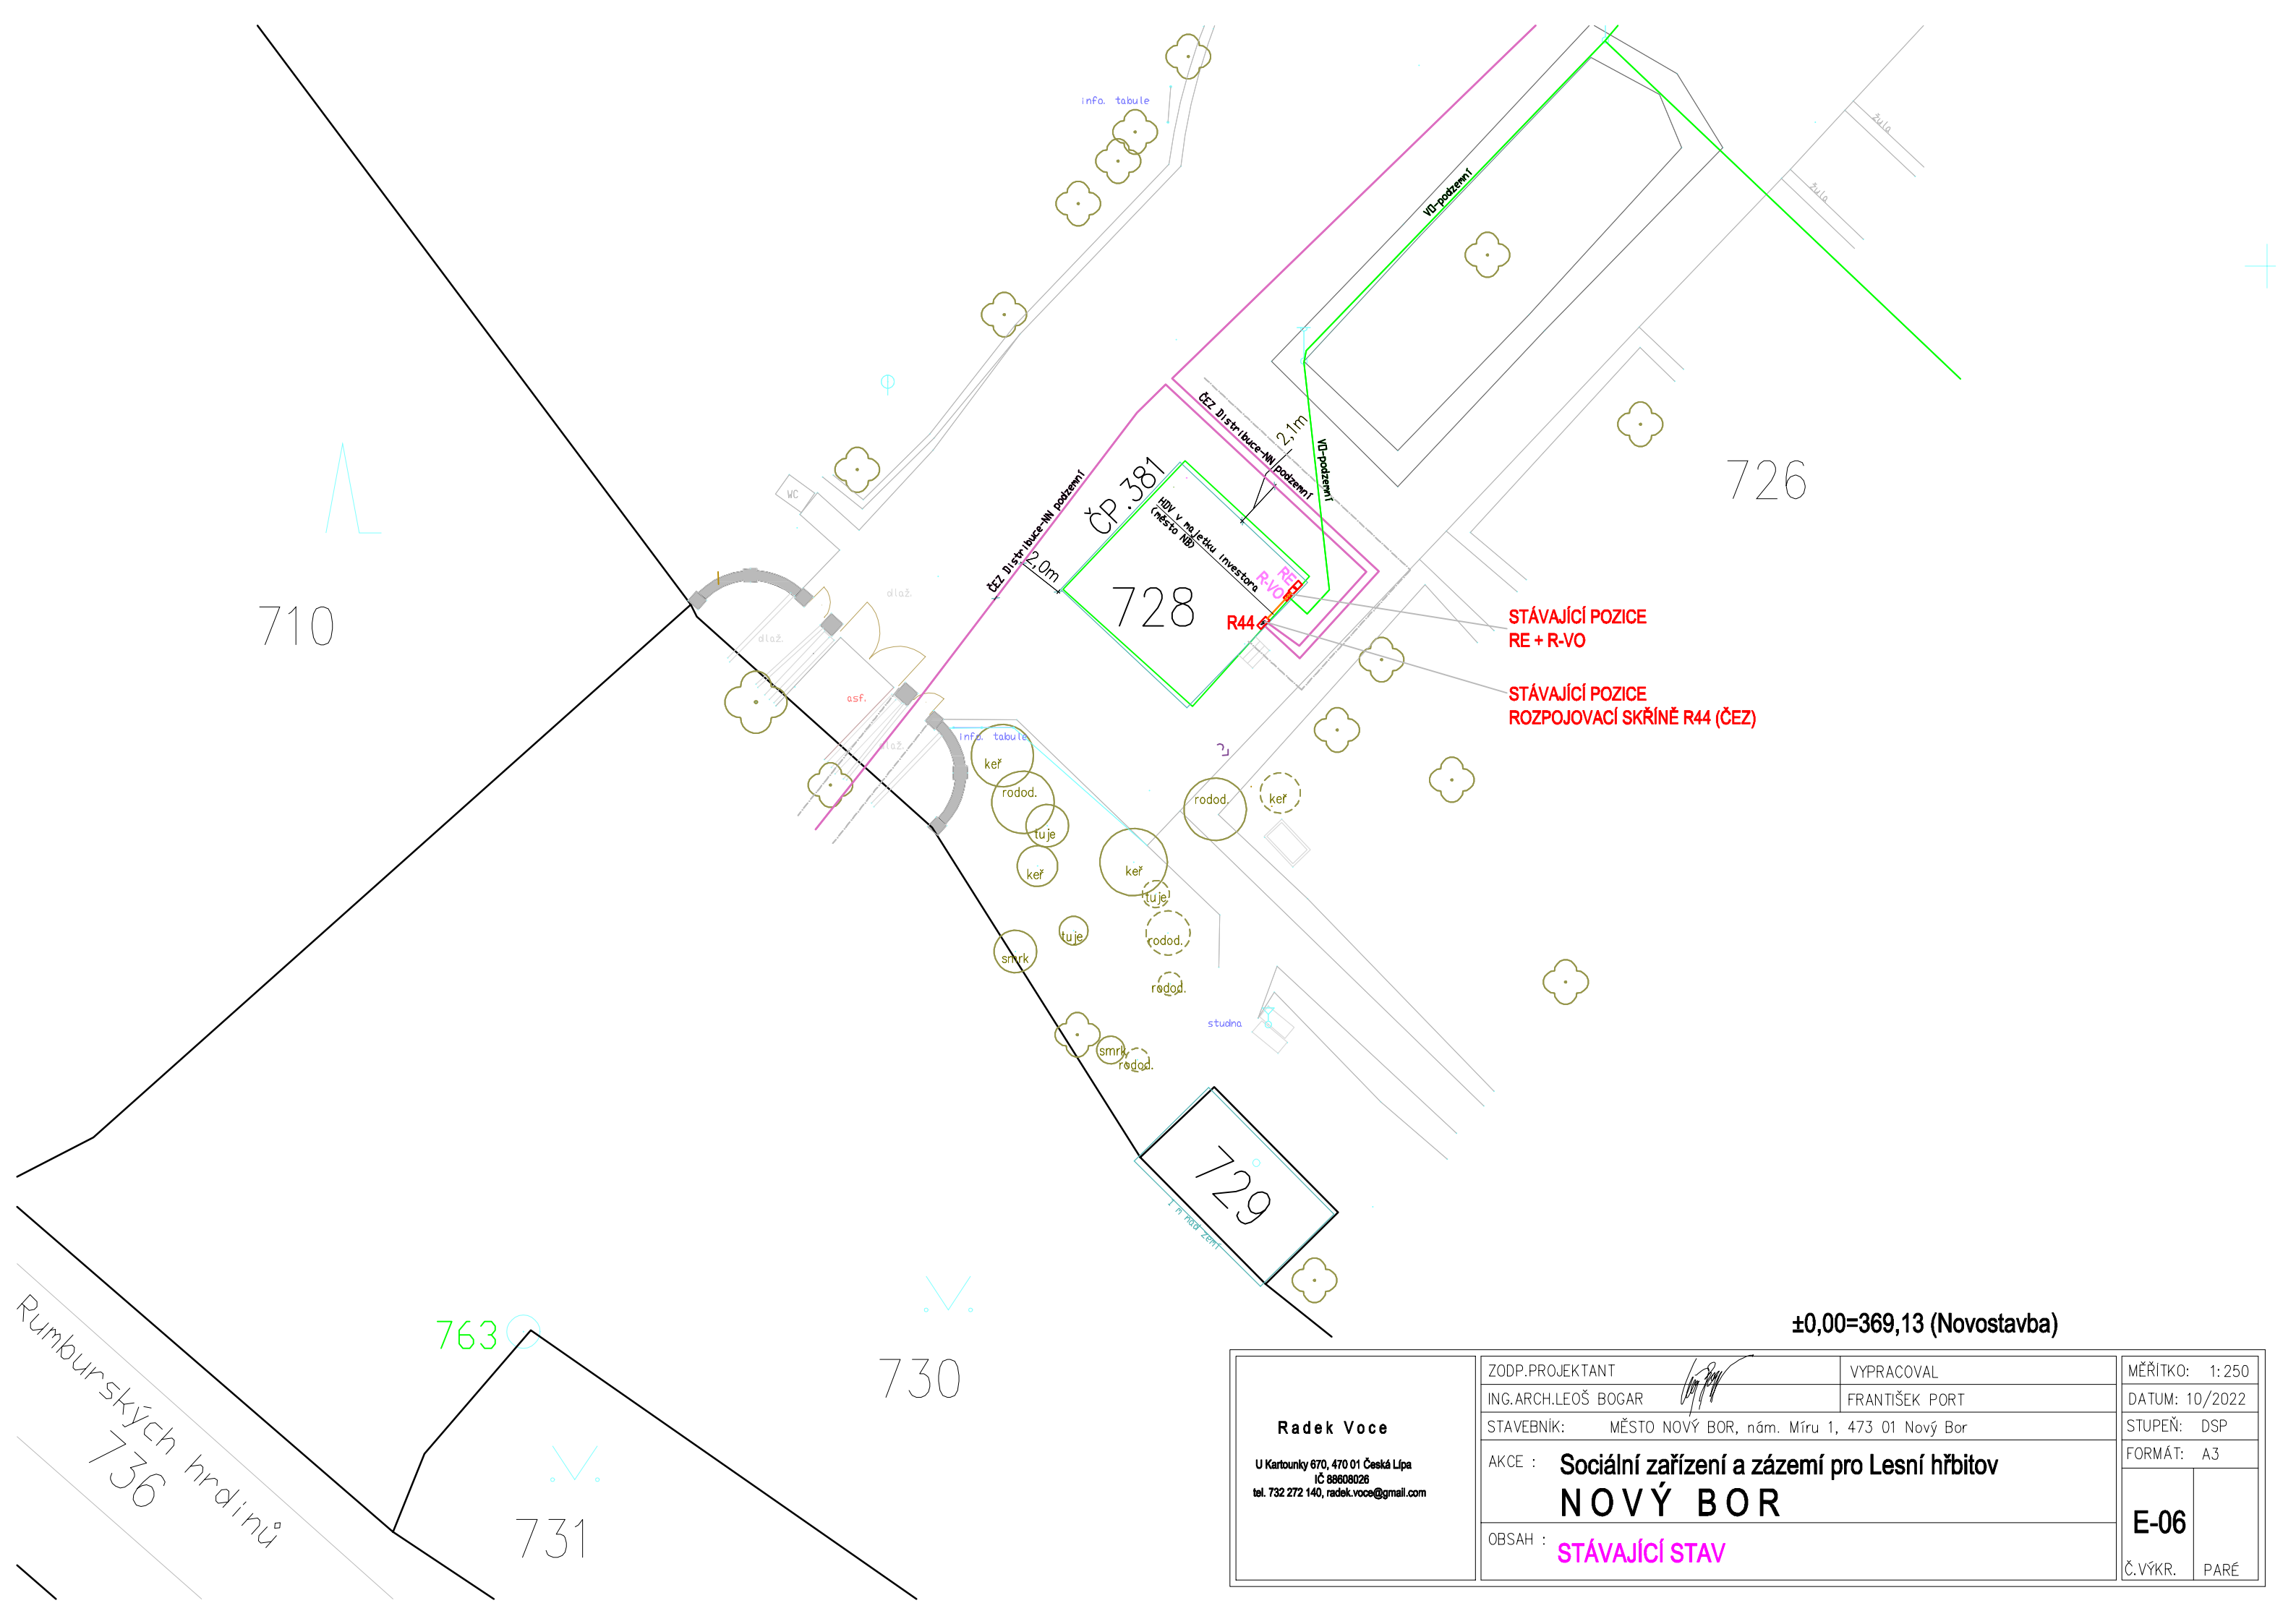 info. tabule
žula
žula
VO-podzemní
ČEZ Distribuce-NN podzemní
2,1m
VO-podzemní
726
ČP.381
ČEZ Distribuce-NN podzemní
WC
HDV v majetku investora
(město NB)
2,0m
RE
R-VO
728
R44
710
dlaž.
dlaž.
STÁVAJÍCÍ POZICE
RE + R-VO
asf.
STÁVAJÍCÍ POZICE
ROZPOJOVACÍ SKŘÍNĚ R44 (ČEZ)
dlaž.
info. tabule
keř
rodod.
rodod.
keř
tuje
keř
keř
tuje
tuje
rodod.
smrk
rodod.
studna
smrk
rodod.
729
1 m nad zemí
763
730
Rumburských hrdinů
736
731
±0,00=369,13 (Novostavba)
Radek Voce
U Kartounky 670, 470 01 Česká Lípa
IČ 88608026
tel. 732 272 140, radek.voce@gmail.com
ZODP.PROJEKTANT
VYPRACOVAL
MĚŘÍTKO: 1:250
ING.ARCH.LEOŠ BOGAR
FRANTIŠEK PORT
DATUM: 10/2022
STAVEBNÍK: MĚSTO NOVÝ BOR, nám. Míru 1, 473 01 Nový Bor
STUPEŇ: DSP
AKCE : Sociální zařízení a zázemí pro Lesní hřbitov
NOVÝ BOR
FORMÁT: A3
E-06
OBSAH : STÁVAJÍCÍ STAV
Č.VÝKR.
PARÉ